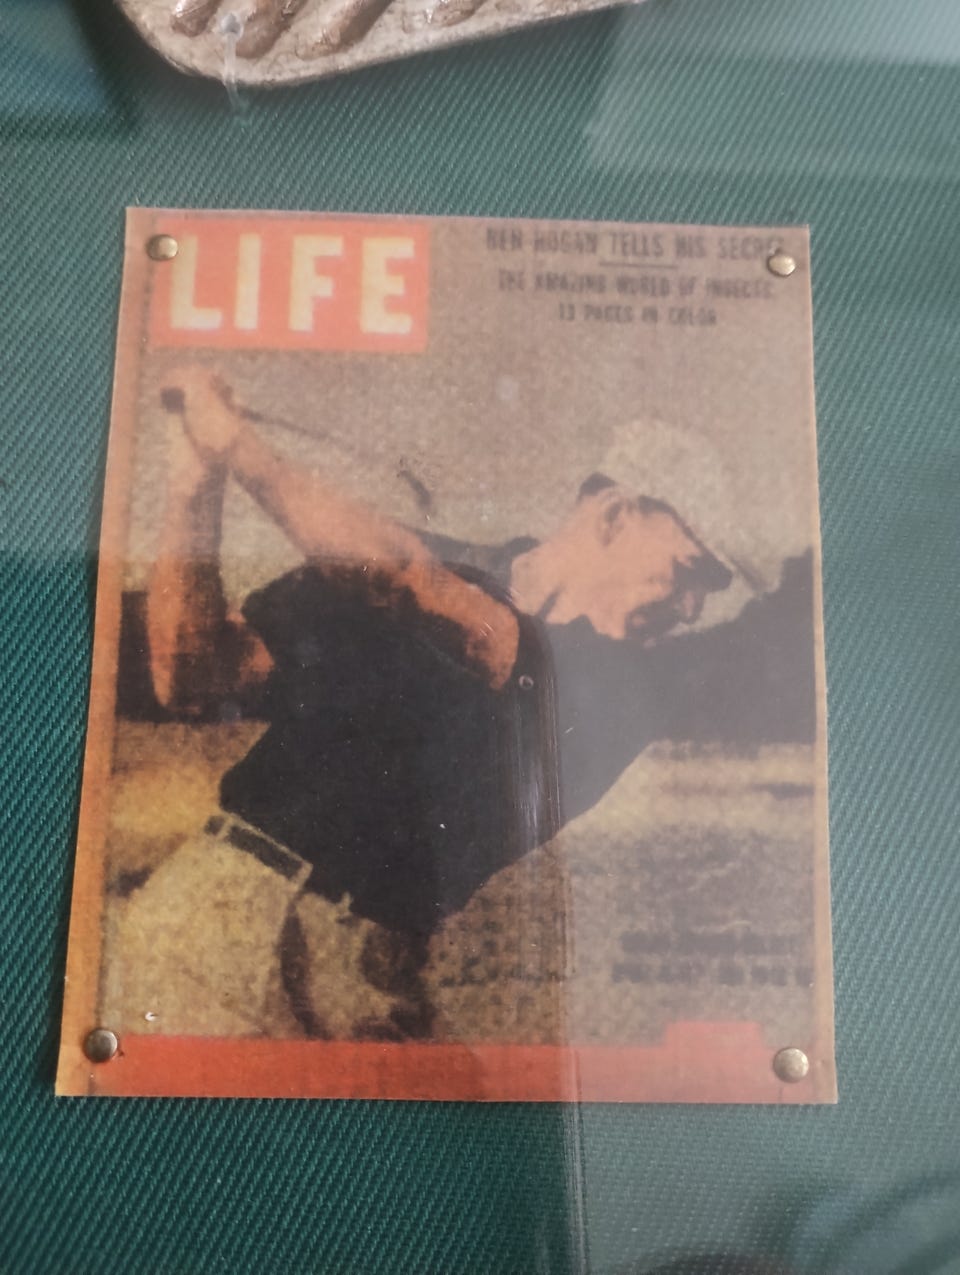 LIFE
BEN HOGAN TELLS HIS SECRET
THE AMAZING WORLD OF INSECTS
13 PAGES IN COLOR